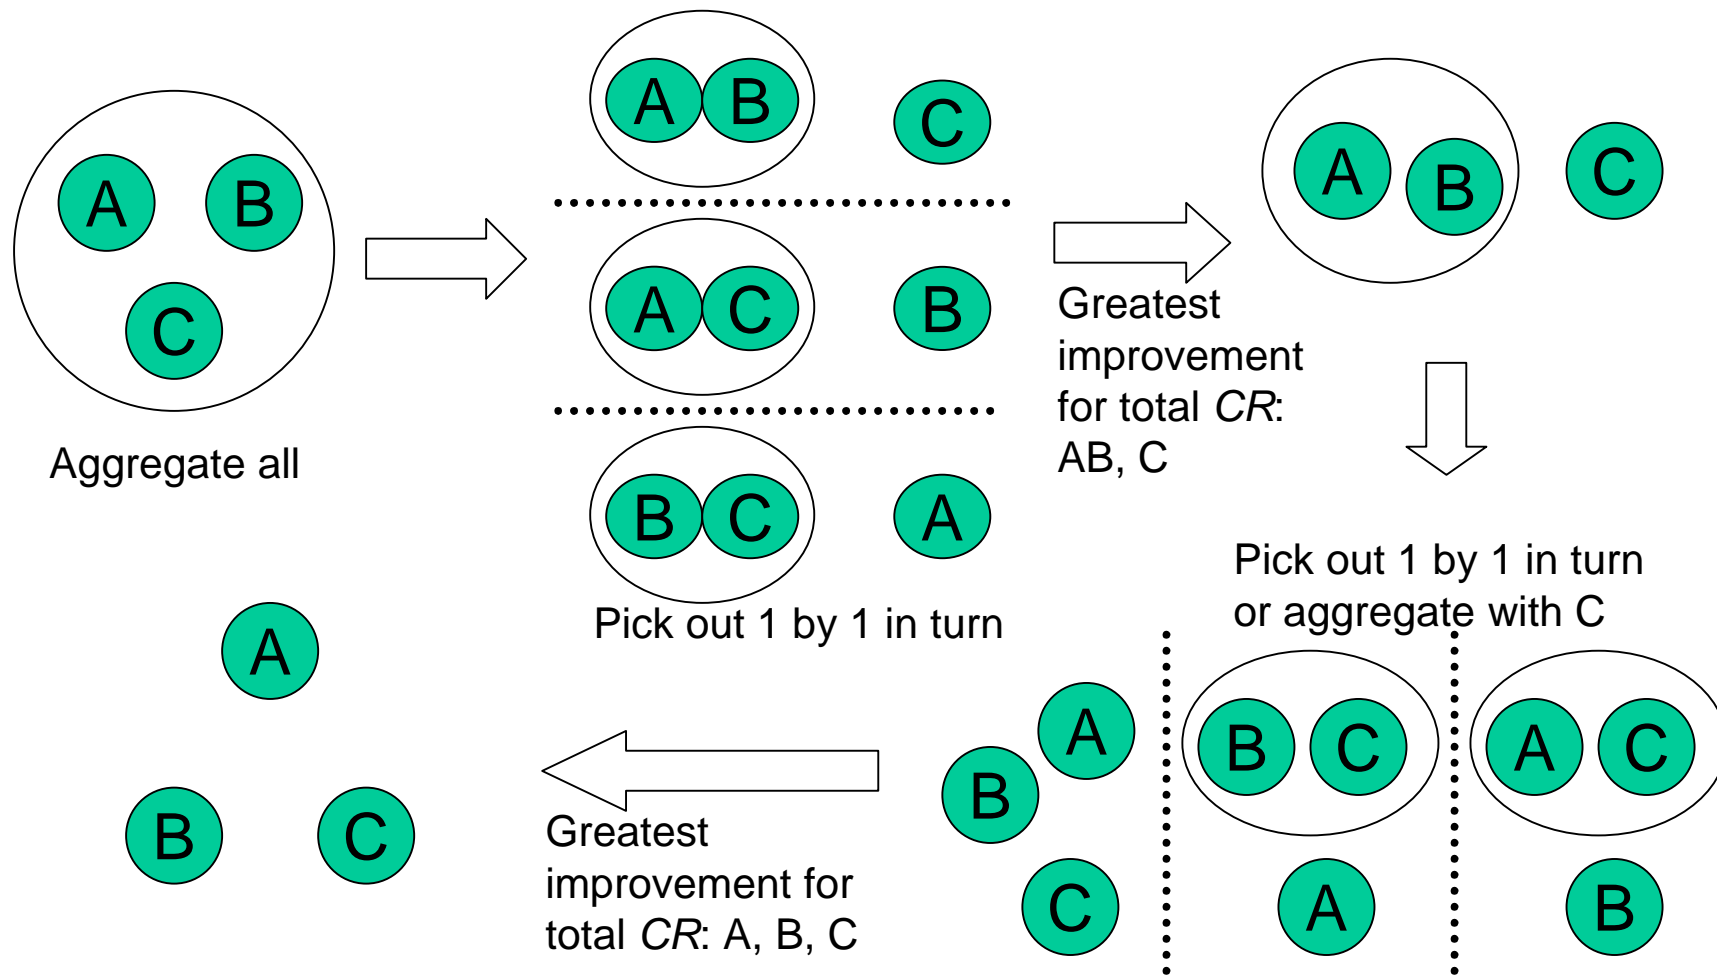 A B
C
Aggregate all
A B C
A C B
B C A
Pick out 1 by 1 in turn
Greatest
improvement
for total CR:
AB, C
A B C
Pick out 1 by 1 in turn
or aggregate with C
A
B
C
B C
A
A C
B
Greatest
improvement for
total CR: A, B, C
A
B C